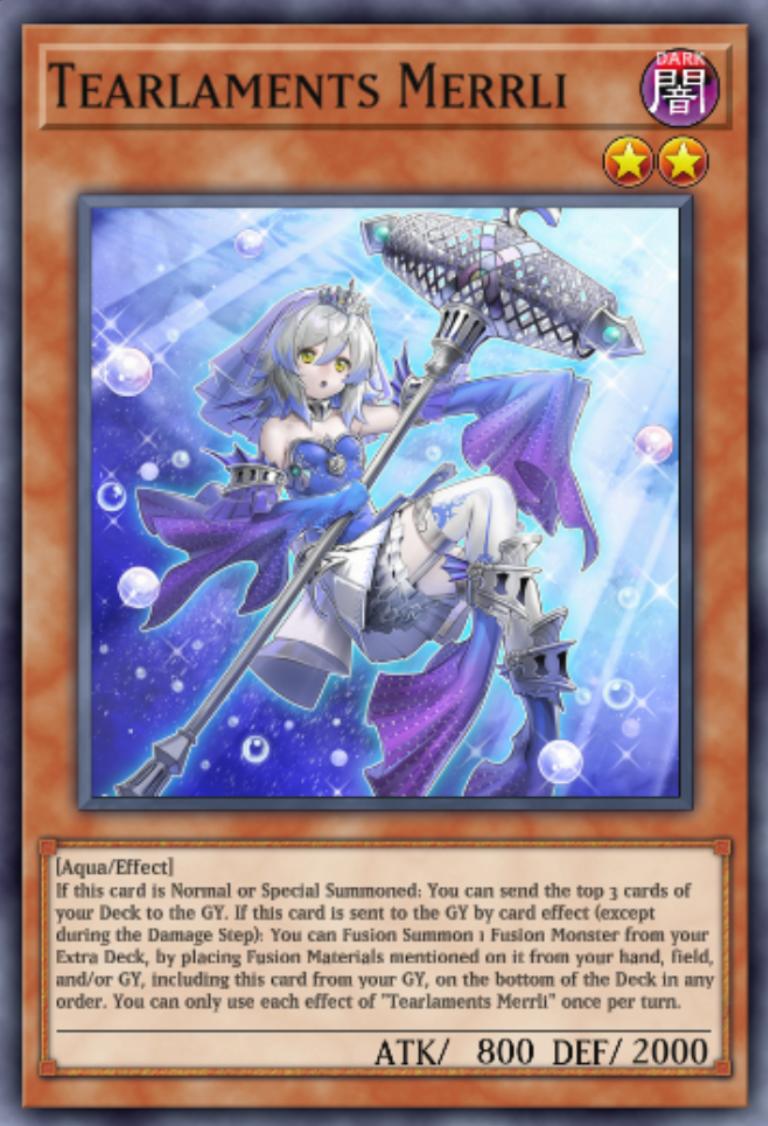 TEARLAMENTS MERRLI
DARK
闇
[Aqua/Effect]
If this card is Normal or Special Summoned: You can send the top 3 cards of
your Deck to the GY. If this card is sent to the GY by card effect (except
during the Damage Step): You can Fusion Summon 1 Fusion Monster from your
Extra Deck, by placing Fusion Materials mentioned on it from your hand, field,
and/or GY, including this card from your GY, on the bottom of the Deck in any
order. You can only use each effect of "Tearlaments Merrli" once per turn.
ATK/ 800 DEF/ 2000